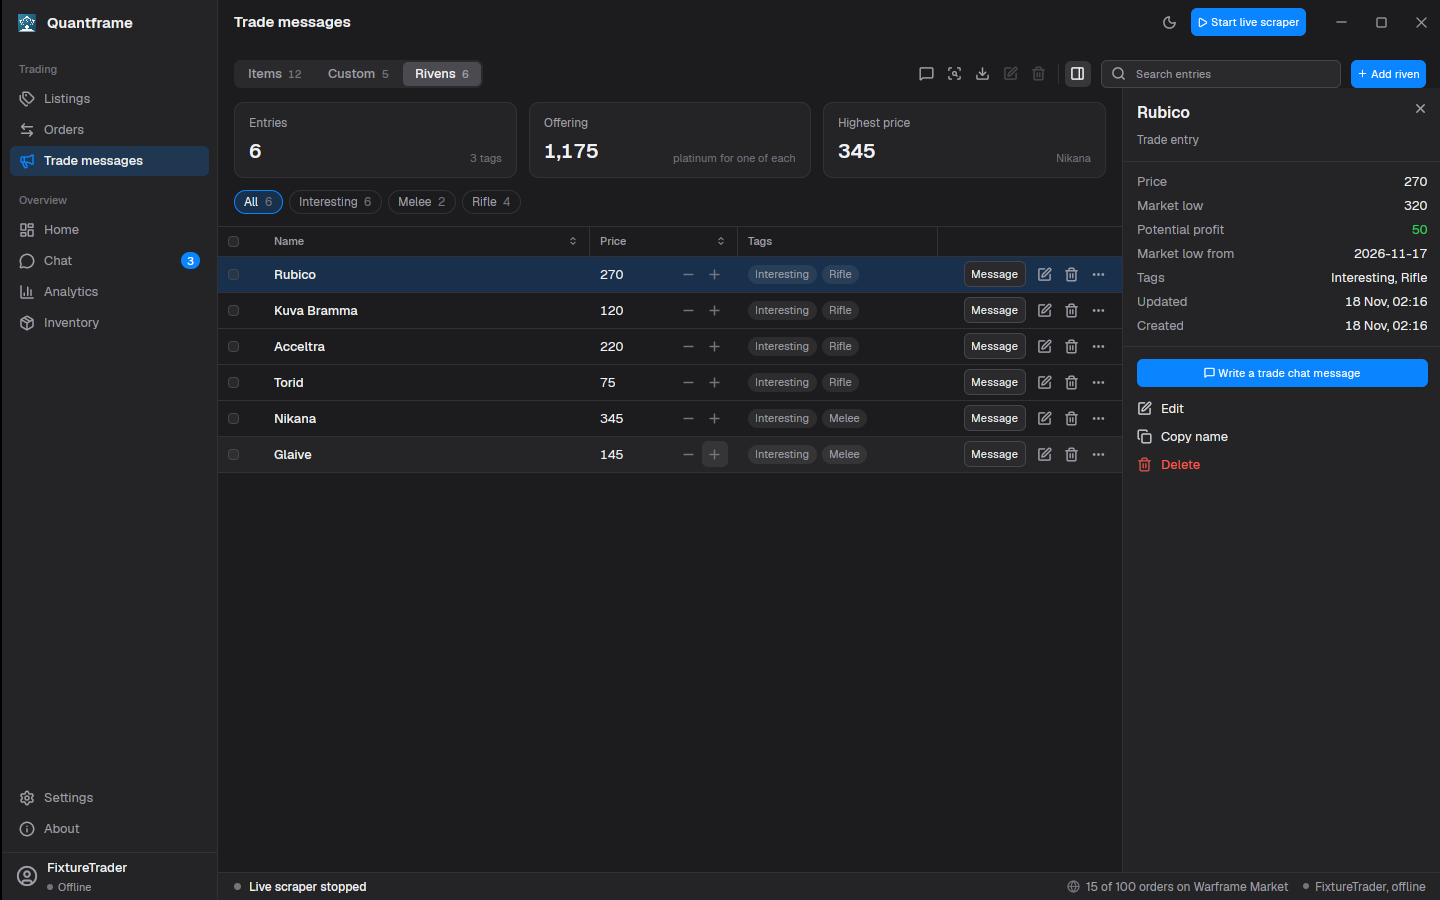 Quantframe
Trade messages
Start live scraper
Trading
Listings
Orders
Trade messages
Overview
Home
Chat 3
Analytics
Inventory
Settings
About
FixtureTrader
Offline
Items 12 Custom 5 Rivens 6
Search entries
Add riven
Entries
6
3 tags
Offering
1,175
platinum for one of each
Highest price
345
Nikana
All 6 Interesting 6 Melee 2 Rifle 4
Name Price Tags
Rubico 270 Interesting Rifle Message
Kuva Bramma 120 Interesting Rifle Message
Acceltra 220 Interesting Rifle Message
Torid 75 Interesting Rifle Message
Nikana 345 Interesting Melee Message
Glaive 145 Interesting Melee Message
Rubico
Trade entry
Price 270
Market low 320
Potential profit 50
Market low from 2026-11-17
Tags Interesting, Rifle
Updated 18 Nov, 02:16
Created 18 Nov, 02:16
Write a trade chat message
Edit
Copy name
Delete
Live scraper stopped
15 of 100 orders on Warframe Market
FixtureTrader, offline